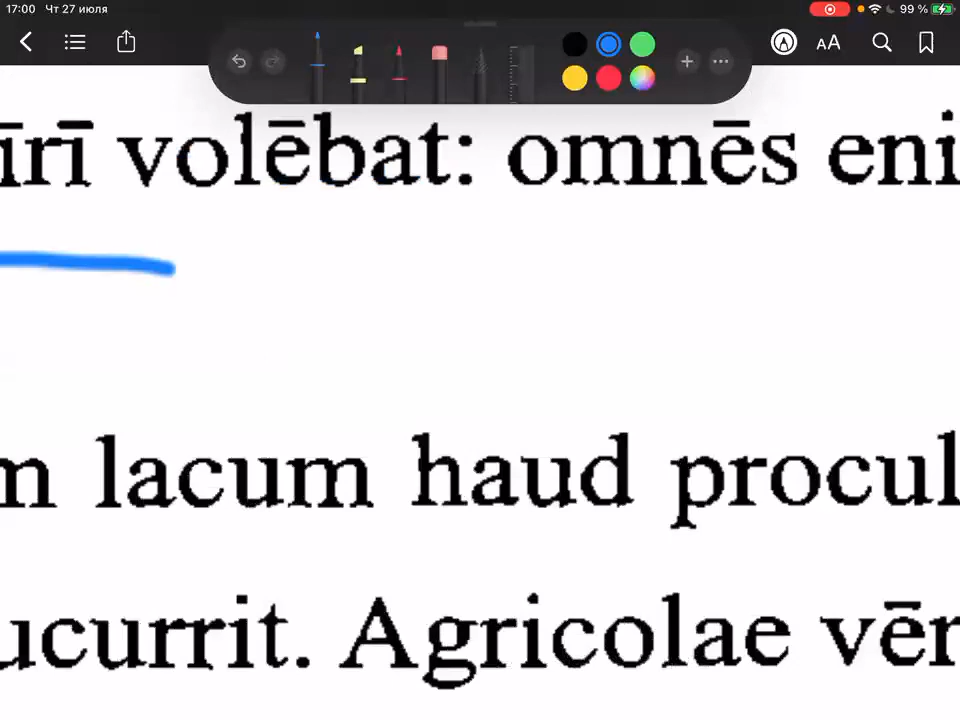 17:00 Чт 27 июля 99 %
AA
īrī volēbat: omnēs eni
m lacum haud procul
ucurrit. Agricolae vēr